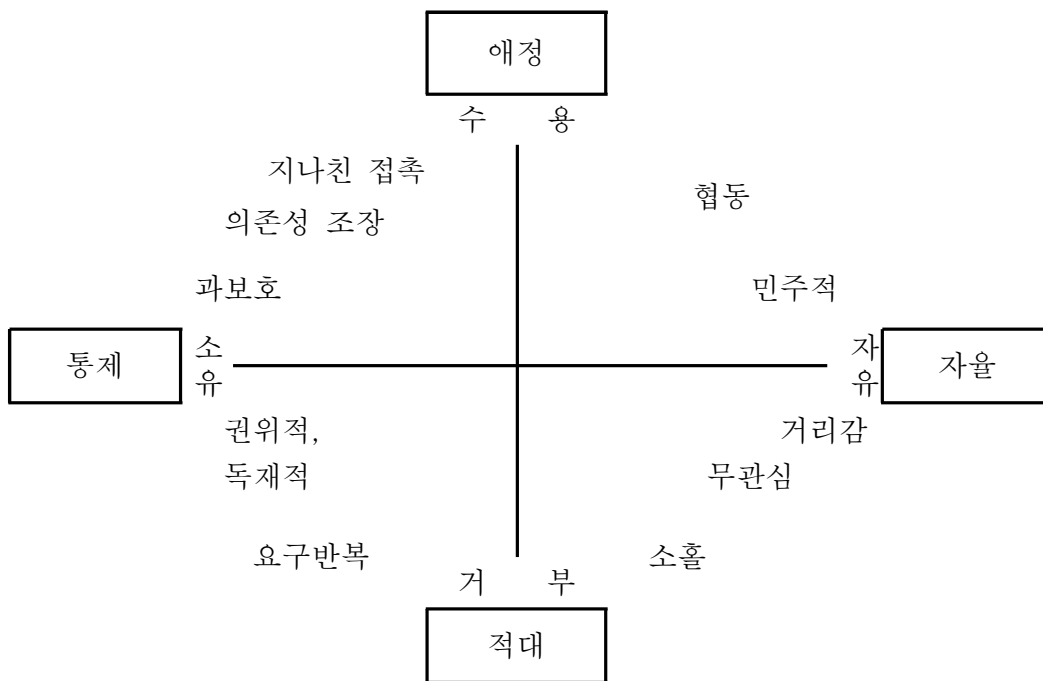 애정
수 용
지나친 접촉
협동
의존성 조장
과보호
민주적
통제
소유
자유
자율
권위적,
거리감
독재적
무관심
요구반복
소홀
거 부
적대